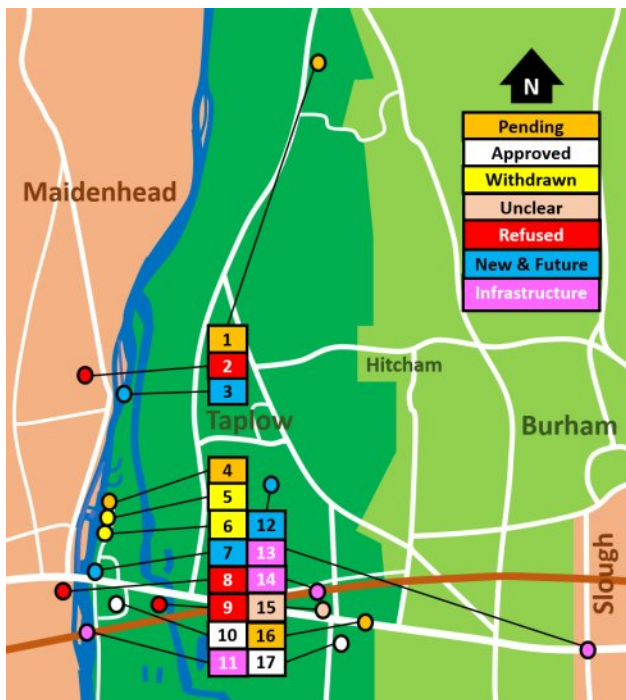 N
Pending
Approved
Withdrawn
Unclear
Refused
New & Future
Infrastructure
Maidenhead
1
2
3
Hitcham
Taplow
Burham
4
5
6
12
7
13
8
14
9
15
10
16
11
17
Slough